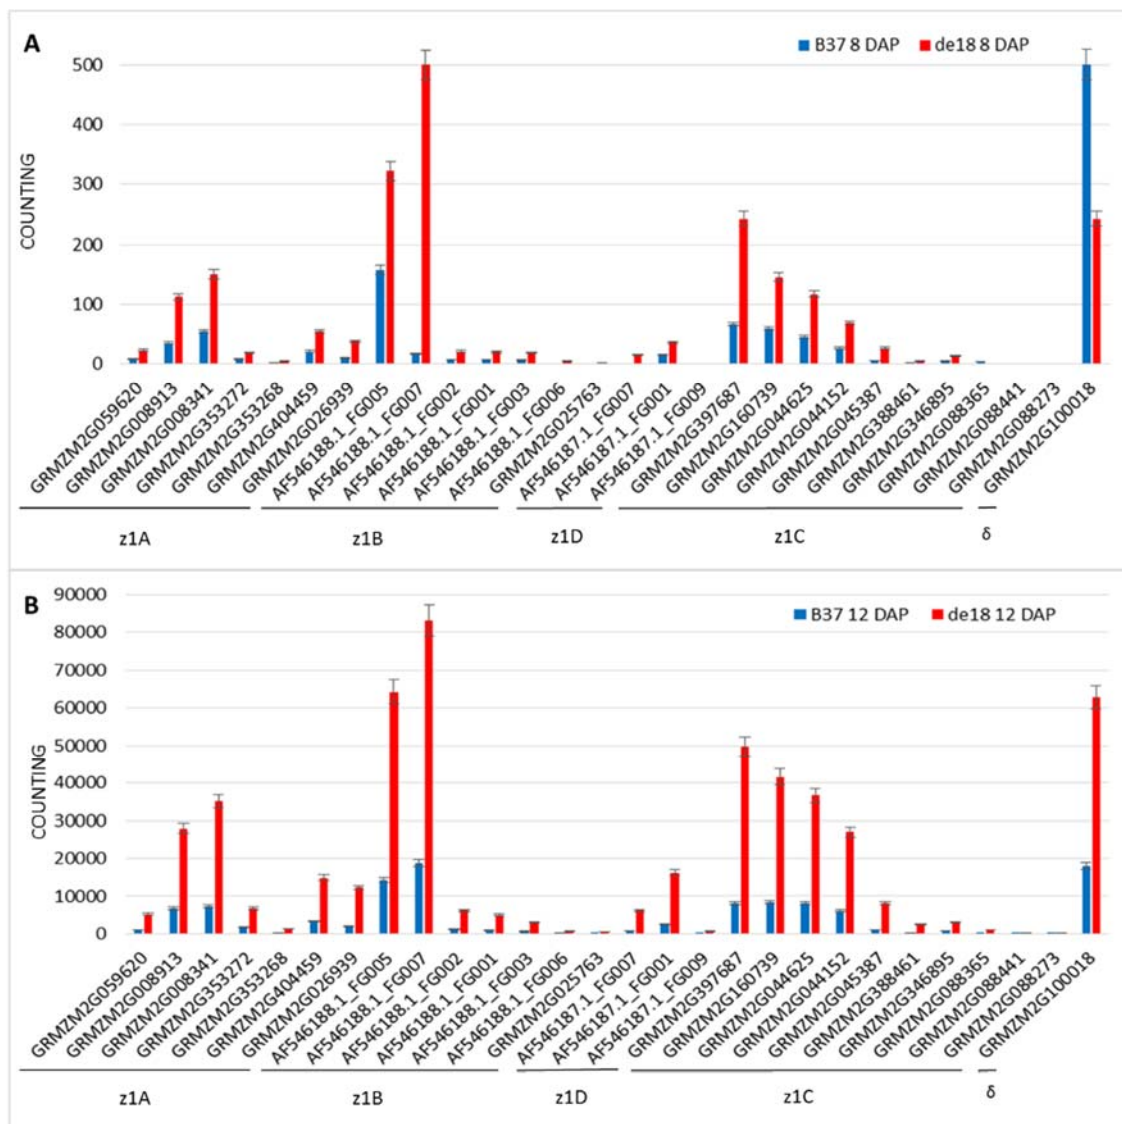 A
B37 8 DAP de18 8 DAP
COUNTING
500
400
300
200
100
0
GRMZM2G059620
GRMZM2G008913
GRMZM2G008341
GRMZM2G353272
GRMZM2G353268
GRMZM2G404459
GRMZM2G026939
AF546188.1_FG005
AF546188.1_FG007
AF546188.1_FG002
AF546188.1_FG001
AF546188.1_FG003
AF546188.1_FG006
GRMZM2G025763
AF546187.1_FG007
AF546187.1_FG001
AF546187.1_FG009
GRMZM2G397687
GRMZM2G160739
GRMZM2G044625
GRMZM2G044152
GRMZM2G045387
GRMZM2G388461
GRMZM2G346895
GRMZM2G088365
GRMZM2G088441
GRMZM2G088273
GRMZM2G100018
z1A z1B z1D z1C δ
B
B37 12 DAP de18 12 DAP
COUNTING
90000
80000
70000
60000
50000
40000
30000
20000
10000
0
GRMZM2G059620
GRMZM2G008913
GRMZM2G008341
GRMZM2G353272
GRMZM2G353268
GRMZM2G404459
GRMZM2G026939
AF546188.1_FG005
AF546188.1_FG007
AF546188.1_FG002
AF546188.1_FG001
AF546188.1_FG003
AF546188.1_FG006
GRMZM2G025763
AF546187.1_FG007
AF546187.1_FG001
AF546187.1_FG009
GRMZM2G397687
GRMZM2G160739
GRMZM2G044625
GRMZM2G044152
GRMZM2G045387
GRMZM2G388461
GRMZM2G346895
GRMZM2G088365
GRMZM2G088441
GRMZM2G088273
GRMZM2G100018
z1A z1B z1D z1C δ